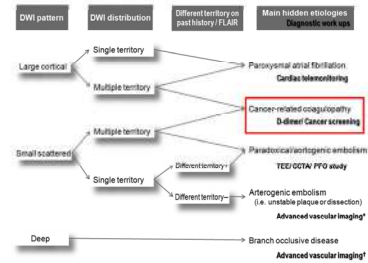 DWI pattern
DWI distribution
Different territory on
past history / FLAIR
Main hidden etiologies
Diagnostic work ups
Single territory
Large cortical
Paroxysmal atrial fibrillation
Cardiac telemonitoring
Multiple territory
Cancer-related coagulopathy
D-dimer/ Cancer screening
Multiple territory
Small scattered
Paradoxical/aortogenic embolism
Different territory+
TEE/CCTA/ PFO study
Single territory
Different territory–
Arterogenic embolism
(i.e. unstable plaque or dissection)
Advanced vascular imaging*
Deep
Branch occlusive disease
Advanced vascular imaging†